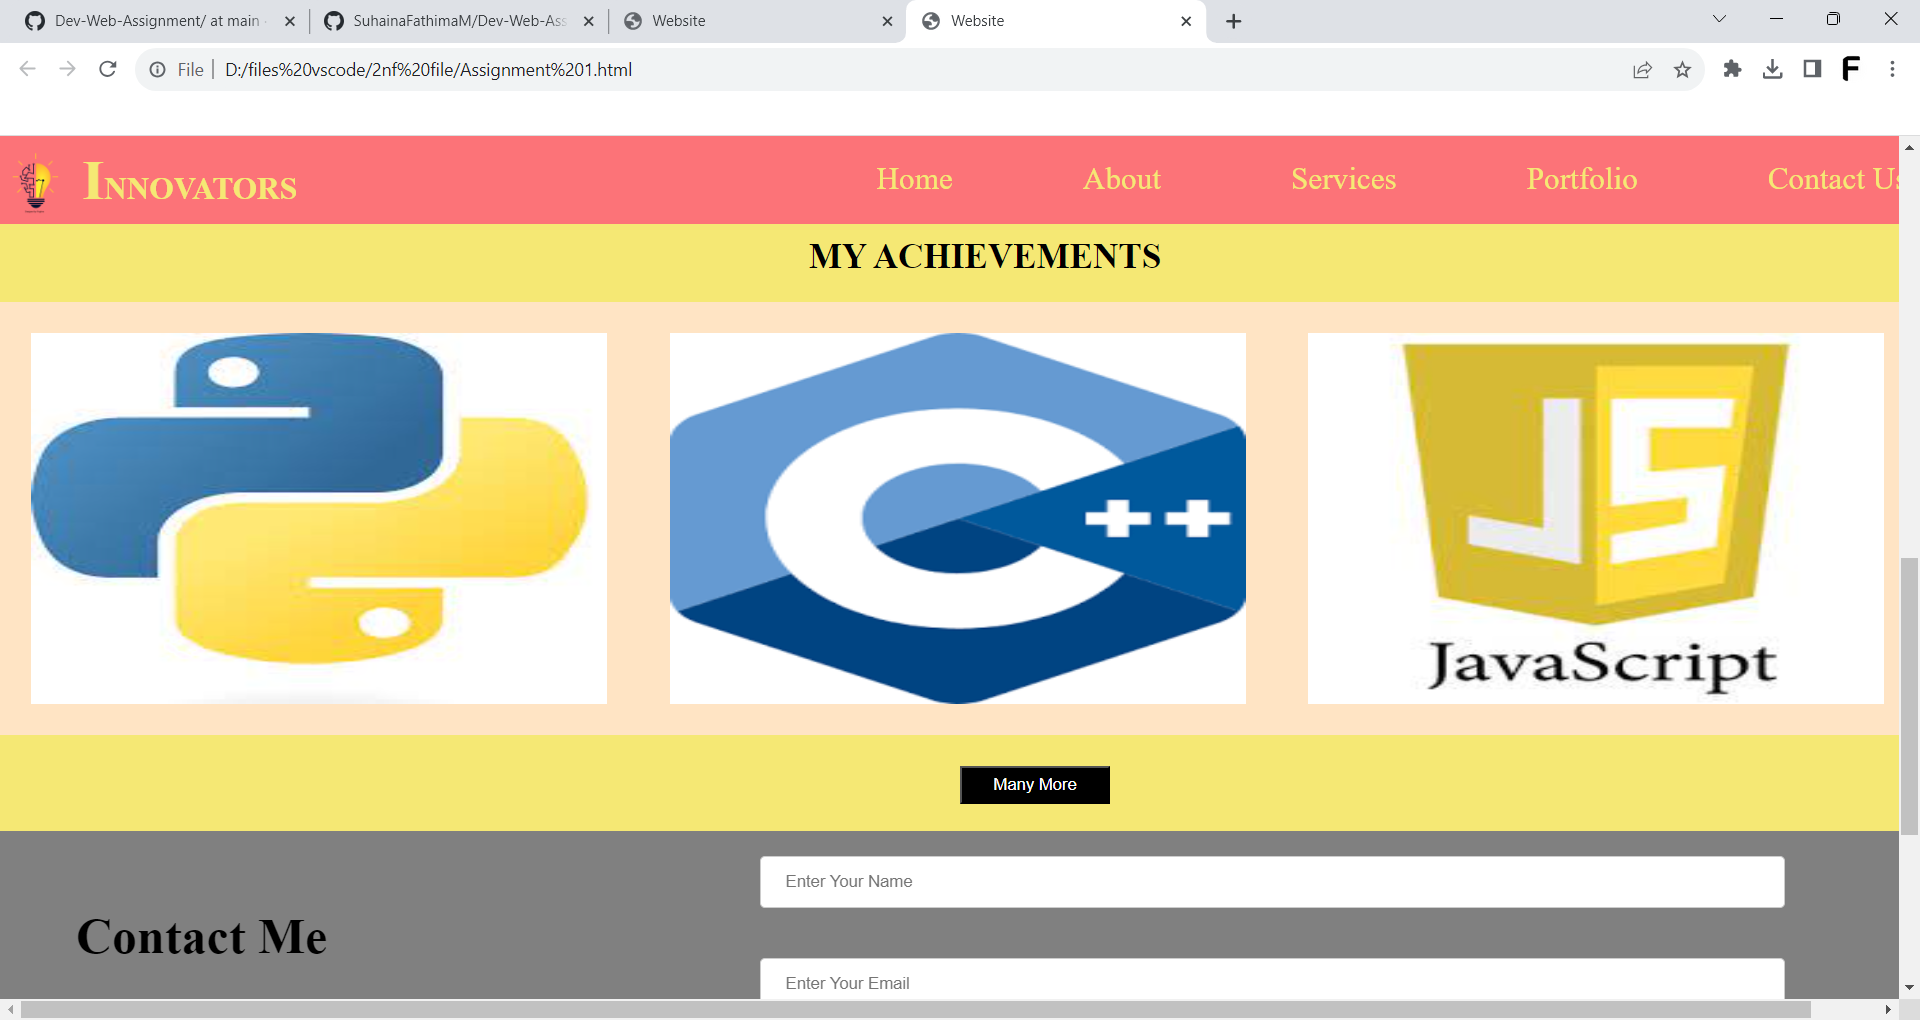 Dev-Web-Assignment/ at main
SuhainaFathimaM/Dev-Web-Ass
Website
Website
File
D:/files%20vscode/2nf%20file/Assignment%201.html
F
INNOVATORS
Home
About
Services
Portfolio
Contact Us
MY ACHIEVEMENTS
C ++
JS
JavaScript
Many More
Enter Your Name
Contact Me
Enter Your Email